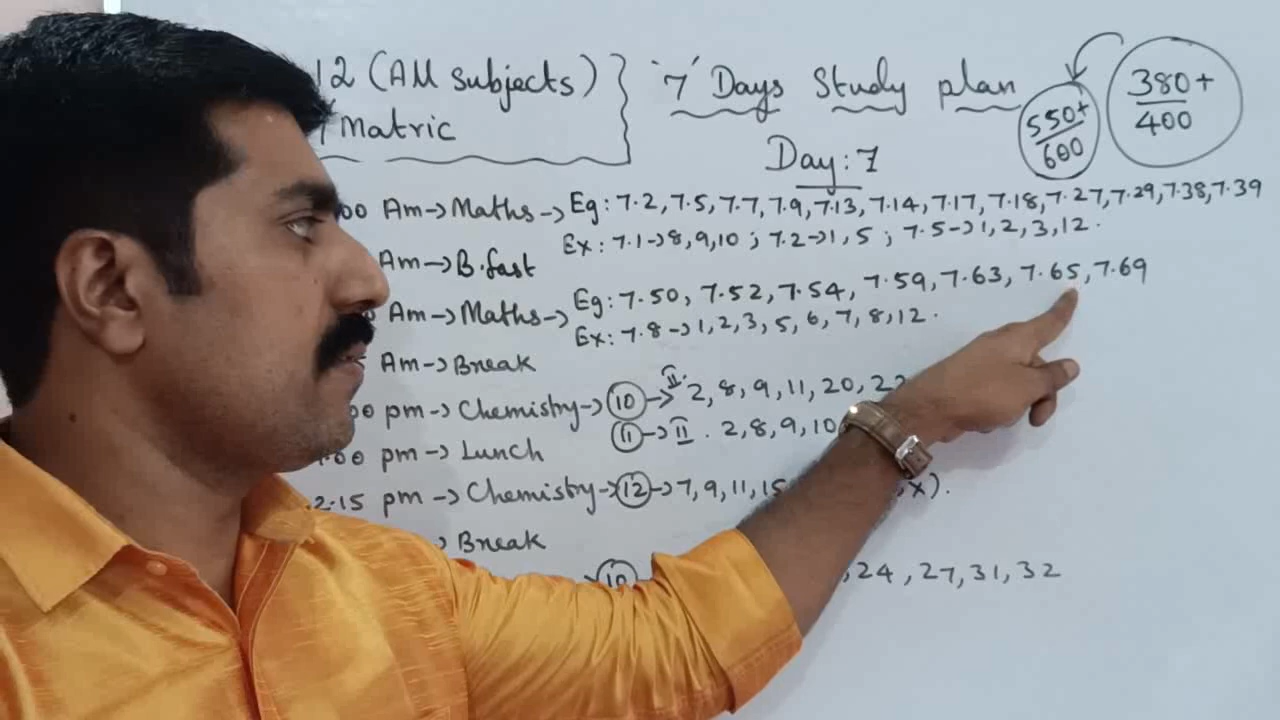 12 (All subjects)
Matric
'7' Days Study plan
550+
600
380+
400
Day:7
00 Am→Maths→Eg:7.2,7.5,7.7,7.9,7.13,7.14,7.17,7.18,7.27,7.29,7.38,7.39
Ex:7.1→8,9,10; 7.2→1,5; 7.5→1,2,3,12.
Am→B.fast
Am→Maths→Eg:7.50,7.52,7.54,7.59,7.63,7.65,7.69
Ex:7.8→1,2,3,5,6,7,8,12.
Am→Break
00 pm→Chemistry→10→II. 2,8,9,11,20,22
11→II. 2,8,9,10
00 pm→Lunch
2.15 pm→Chemistry→12→7,9,11,15
,x).
Break
10
,24,27,31,32